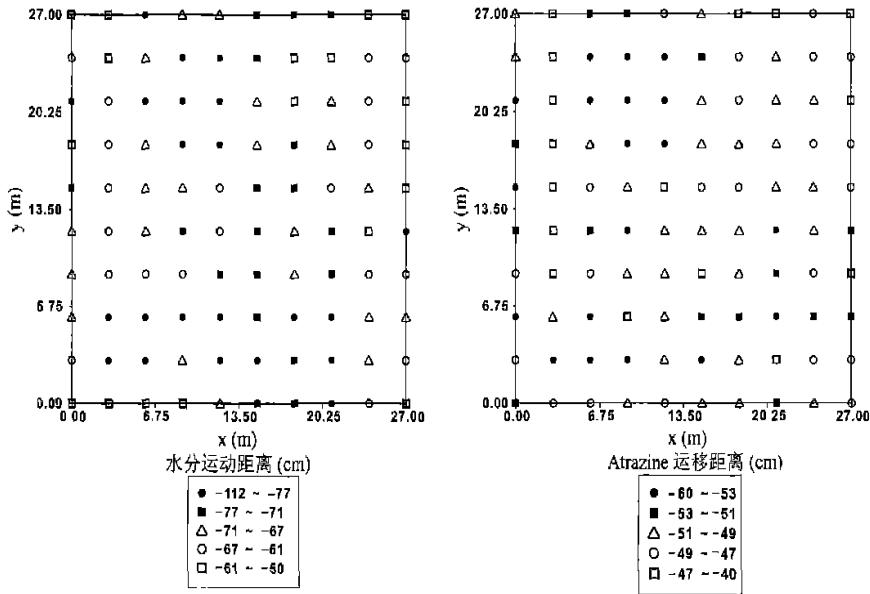 27.00
20.25
13.50
6.75
0.09
0.00 6.75 13.50 20.25 27.00
y (m)
x (m)
水分运动距离 (cm)
-112 ~ -77
-77 ~ -71
-71 ~ -67
-67 ~ -61
-61 ~ -50
27.00
20 25
13.50
6.75
0.00
0.00 6.75 13.50 20 25 27.00
y (m)
x (m)
Atrazine 运移距离 (cm)
-60 ~ -53
-53 ~ -51
-51 ~ -49
-49 ~ -47
-47 ~ -40